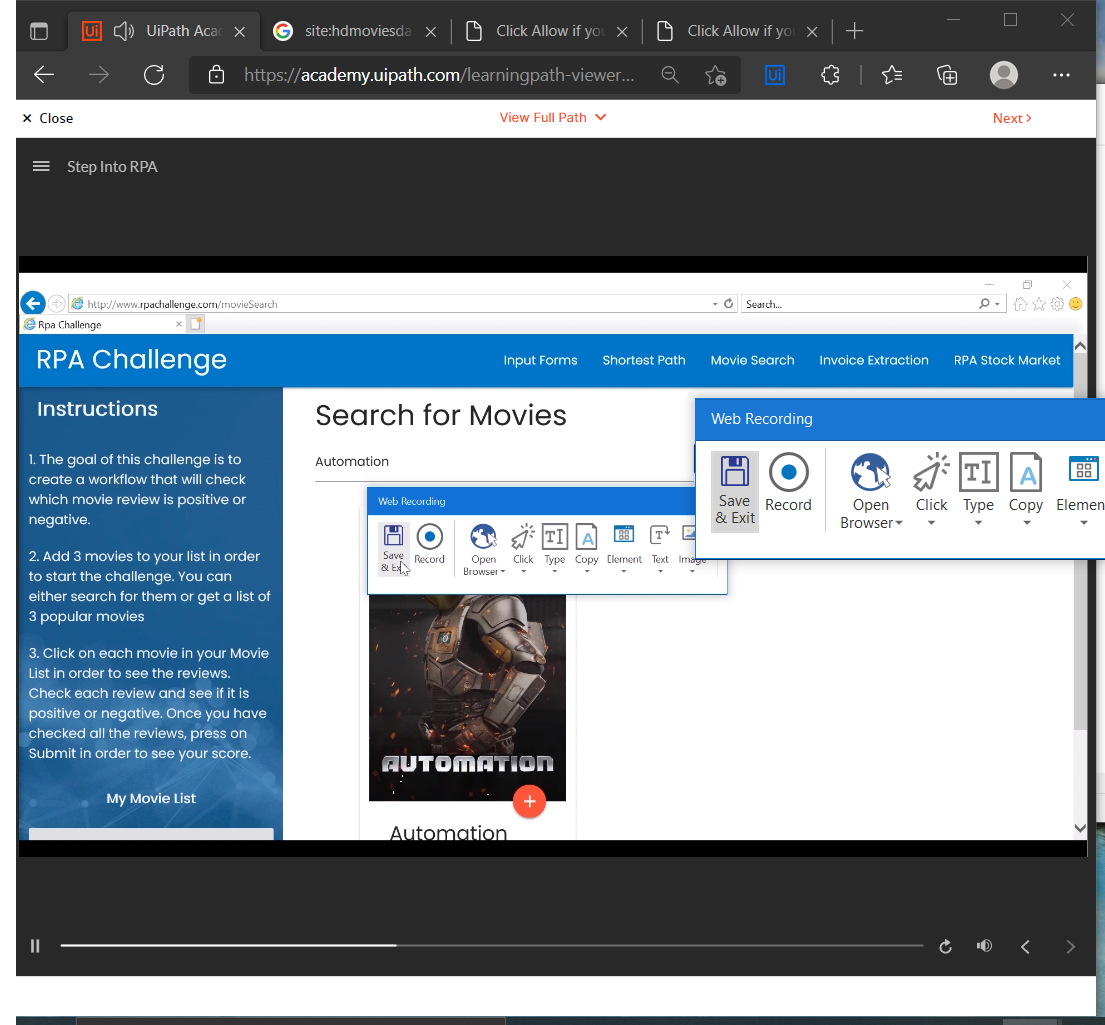 Ui UiPath Aca
site:hdmoviesda
Click Allow if you
Click Allow if yo
https://academy.uipath.com/learningpath-viewer...
Ui
Close
View Full Path
Next
Step Into RPA
http://www.rpachallenge.com/movieSearch
Search...
Rpa Challenge
RPA Challenge
Input Forms
Shortest Path
Movie Search
Invoice Extraction
RPA Stock Market
Instructions
1. The goal of this challenge is to
create a workflow that will check
which movie review is positive or
negative.
2. Add 3 movies to your list in order
to start the challenge. You can
either search for them or get a list of
3 popular movies
3. Click on each movie in your Movie
List in order to see the reviews.
Check each review and see if it is
positive or negative. Once you have
checked all the reviews, press on
Submit in order to see your score.
My Movie List
Search for Movies
Automation
Web Recording
Save
& Ex
Record
Open
Browser
Click
Type
Copy
Element
Text
Image
AUTOMATION
+
Automation
Web Recording
Save
& Exit
Record
Open
Browser
Click
Type
Copy
Elemen